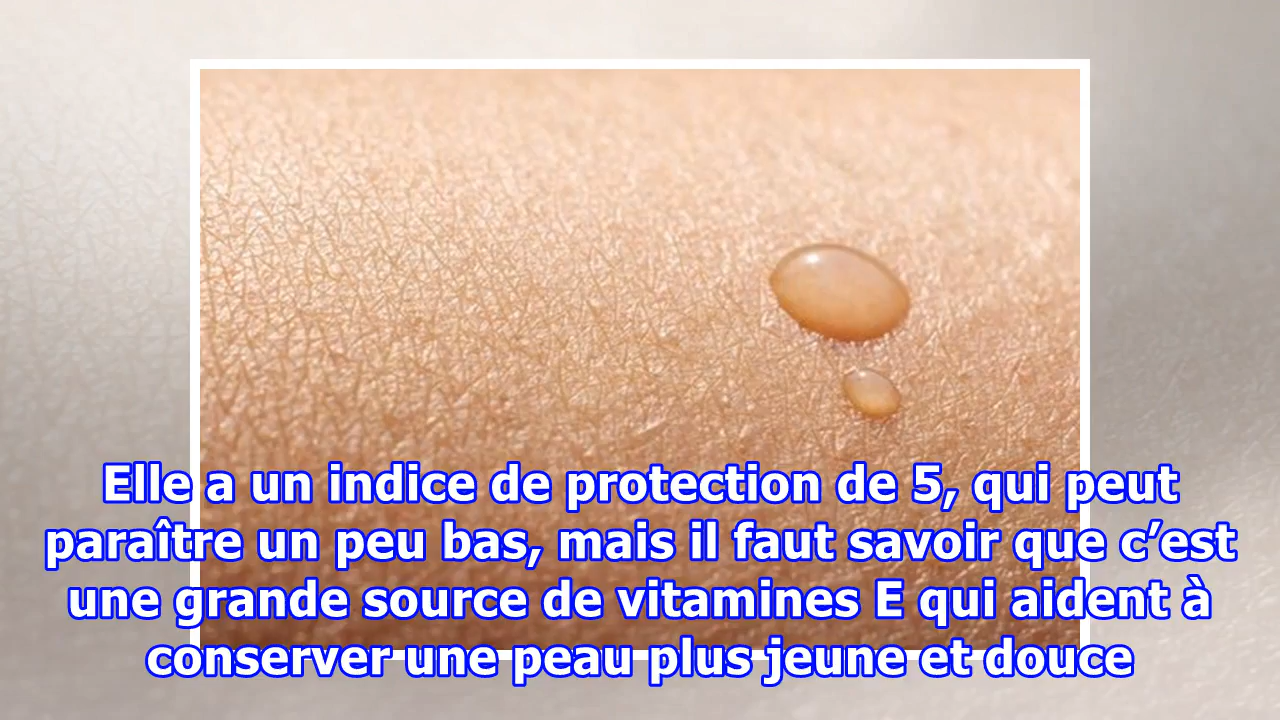 Elle a un indice de protection de 5, qui peut
paraître un peu bas, mais il faut savoir que c’est
une grande source de vitamines E qui aident à
conserver une peau plus jeune et douce